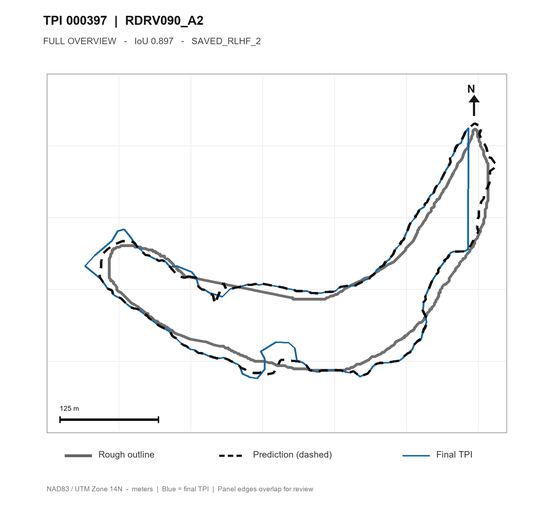 TPI 000397 | RDRV090_A2
FULL OVERVIEW - IoU 0.897 - SAVED_RLHF_2
N
125 m
Rough outline
Prediction (dashed)
Final TPI
NAD83 / UTM Zone 14N - meters | Blue = final TPI | Panel edges overlap for review